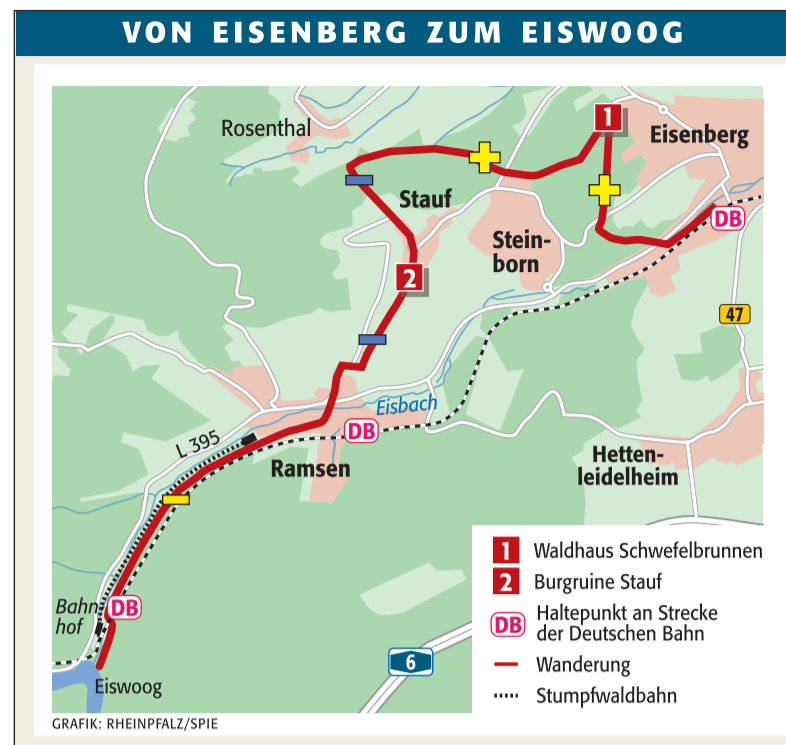 VON EISENBERG ZUM EISWOOG
1
Rosenthal
Eisenberg
Stauf
DB
Stein-
born
2
47
Eisbach
DB
L 395
Ramsen
Hetten-
leidelheim
1 Waldhaus Schwefelbrunnen
2 Burgruine Stauf
Bahn
hof
DB
DB Haltepunkt an Strecke
der Deutschen Bahn
6
Wanderung
Eiswoog
Stumpfwaldbahn
GRAFIK: RHEINPFALZ/SPIE